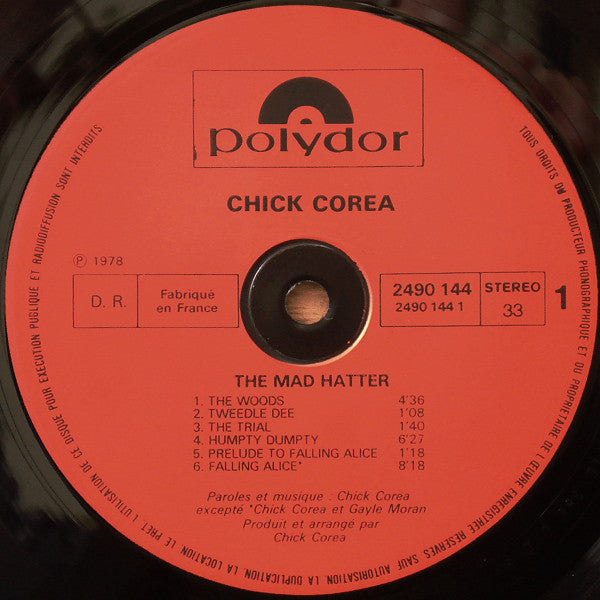 polydor
CHICK COREA
℗ 1978
D. R.
Fabriqué
en France
2490 144
2490 144 1
STEREO
33
1
THE MAD HATTER
1. THE WOODS 4'36
2. TWEEDLE DEE 1'08
3. THE TRIAL 1'40
4. HUMPTY DUMPTY 6'27
5. PRELUDE TO FALLING ALICE 1'18
6. FALLING ALICE* 8'18
Paroles et musique : Chick Corea
excepté *Chick Corea et Gayle Moran
Produit et arrangé par
Chick Corea
TOUS DROITS DU PRODUCTEUR PHONOGRAPHIQUE ET DU PROPRIETAIRE DE L'ŒUVRE ENREGISTREE RESERVES. SAUF AUTORISATION, LA DUPLICATION, LA LOCATION, LE PRET, L'UTILISATION DE CE DISQUE POUR EXECUTION PUBLIQUE ET RADIODIFFUSION SONT INTERDITS